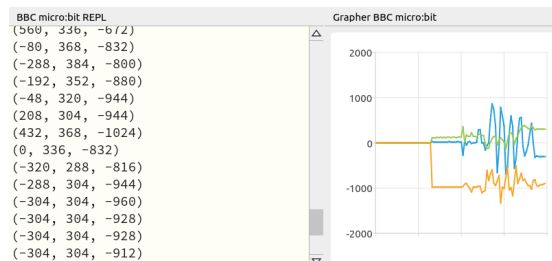 BBC micro:bit REPL
(560, 336, -672)
(-80, 368, -832)
(-288, 384, -800)
(-192, 352, -880)
(-48, 320, -944)
(208, 304, -944)
(432, 368, -1024)
(0, 336, -832)
(-320, 288, -816)
(-288, 304, -944)
(-304, 304, -960)
(-304, 304, -928)
(-304, 304, -928)
(-304, 304, -912)
Grapher BBC micro:bit
2000
1000
0
-1000
-2000